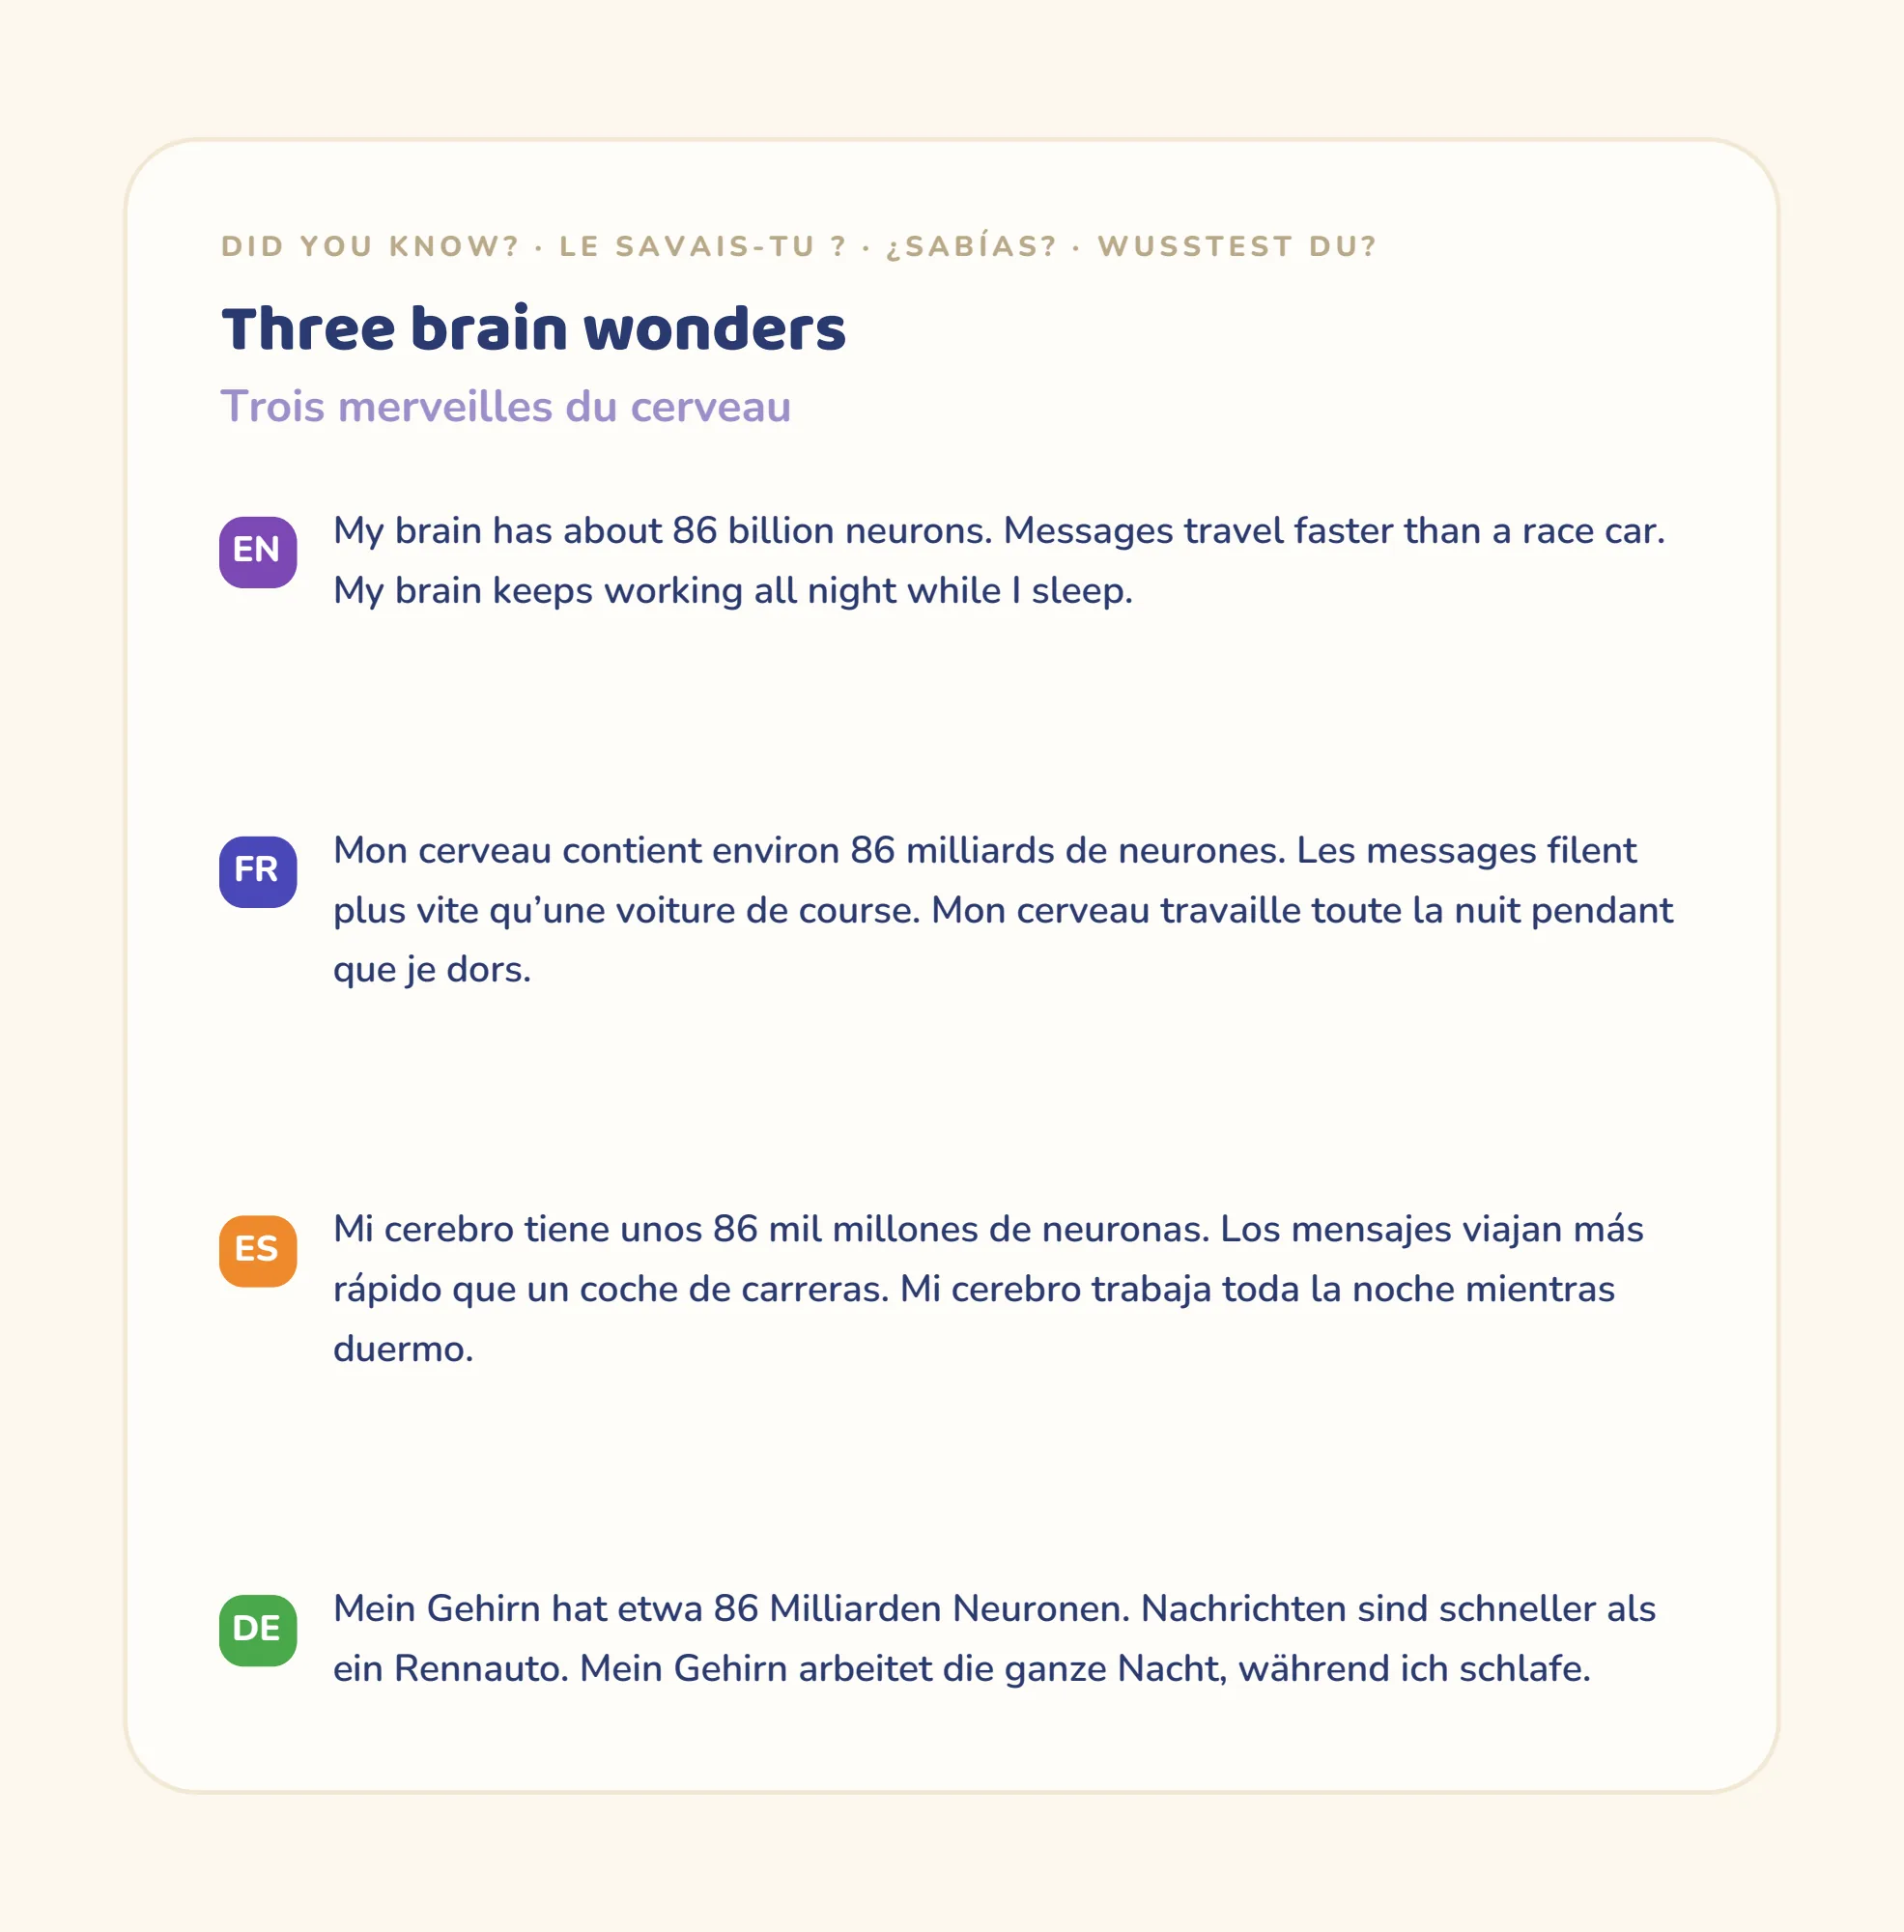 DID YOU KNOW? · LE SAVAIS-TU ? · ¿SABÍAS? · WUSSTEST DU?
Three brain wonders
Trois merveilles du cerveau
EN
My brain has about 86 billion neurons. Messages travel faster than a race car.
My brain keeps working all night while I sleep.
FR
Mon cerveau contient environ 86 milliards de neurones. Les messages filent
plus vite qu’une voiture de course. Mon cerveau travaille toute la nuit pendant
que je dors.
ES
Mi cerebro tiene unos 86 mil millones de neuronas. Los mensajes viajan más
rápido que un coche de carreras. Mi cerebro trabaja toda la noche mientras
duermo.
DE
Mein Gehirn hat etwa 86 Milliarden Neuronen. Nachrichten sind schneller als
ein Rennauto. Mein Gehirn arbeitet die ganze Nacht, während ich schlafe.